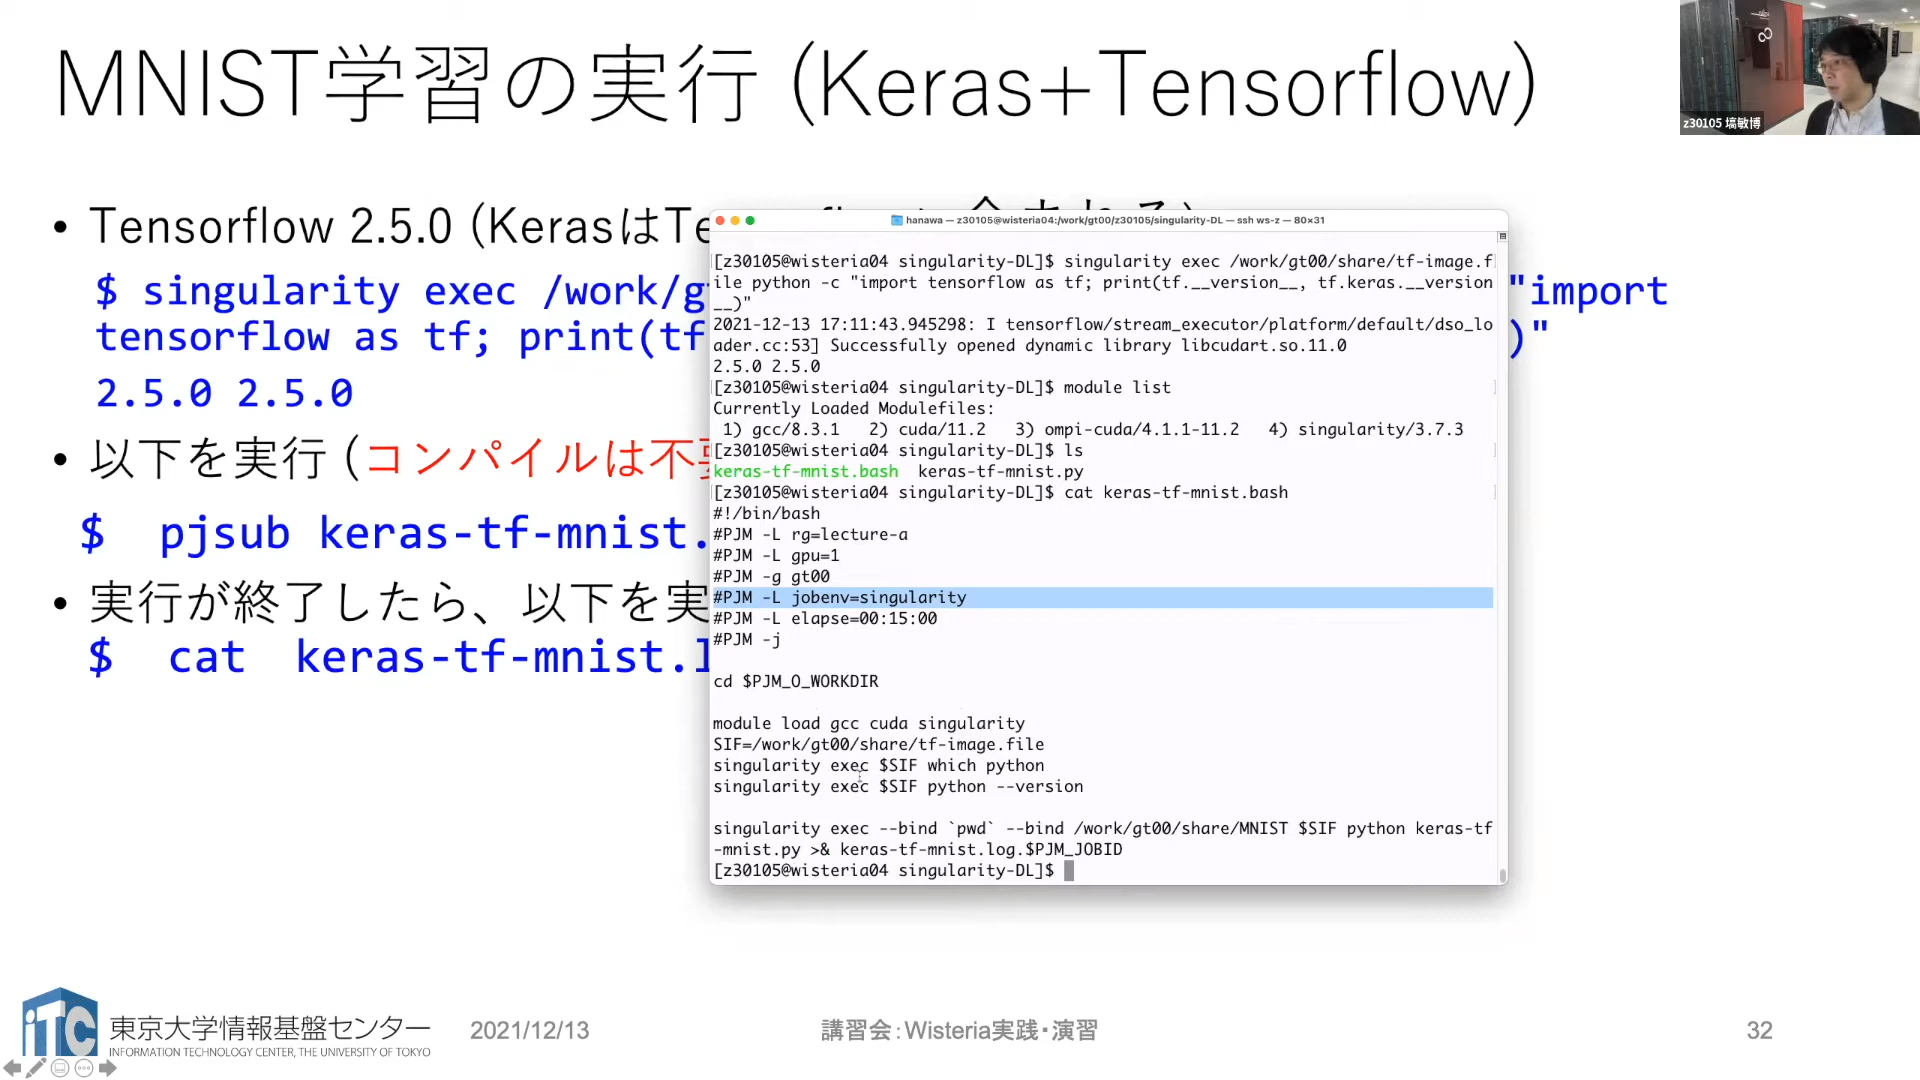 MNIST学習の実行 (Keras+Tensorflow)
z30105 塙敏博
• Tensorflow 2.5.0 (KerasはTe
$ singularity exec /work/g "import
tensorflow as tf; print(tf )"
2.5.0 2.5.0
• 以下を実行 (コンパイルは不要
$ pjsub keras-tf-mnist.
• 実行が終了したら、以下を実
$ cat keras-tf-mnist.l
hanawa — z30105@wisteria04:/work/gt00/z30105/singularity-DL — ssh ws-z — 80×31
[z30105@wisteria04 singularity-DL]$ singularity exec /work/gt00/share/tf-image.f
ile python -c "import tensorflow as tf; print(tf.__version__, tf.keras.__version
__)"
2021-12-13 17:11:43.945298: I tensorflow/stream_executor/platform/default/dso_lo
ader.cc:53] Successfully opened dynamic library libcudart.so.11.0
2.5.0 2.5.0
[z30105@wisteria04 singularity-DL]$ module list
Currently Loaded Modulefiles:
1) gcc/8.3.1 2) cuda/11.2 3) ompi-cuda/4.1.1-11.2 4) singularity/3.7.3
[z30105@wisteria04 singularity-DL]$ ls
keras-tf-mnist.bash keras-tf-mnist.py
[z30105@wisteria04 singularity-DL]$ cat keras-tf-mnist.bash
#!/bin/bash
#PJM -L rg=lecture-a
#PJM -L gpu=1
#PJM -g gt00
#PJM -L jobenv=singularity
#PJM -L elapse=00:15:00
#PJM -j
cd $PJM_O_WORKDIR
module load gcc cuda singularity
SIF=/work/gt00/share/tf-image.file
singularity exec $SIF which python
singularity exec $SIF python --version
singularity exec --bind `pwd` --bind /work/gt00/share/MNIST $SIF python keras-tf
-mnist.py >& keras-tf-mnist.log.$PJM_JOBID
[z30105@wisteria04 singularity-DL]$
iTC
東京大学情報基盤センター
INFORMATION TECHNOLOGY CENTER, THE UNIVERSITY OF TOKYO
2021/12/13
講習会:Wisteria実践・演習
32